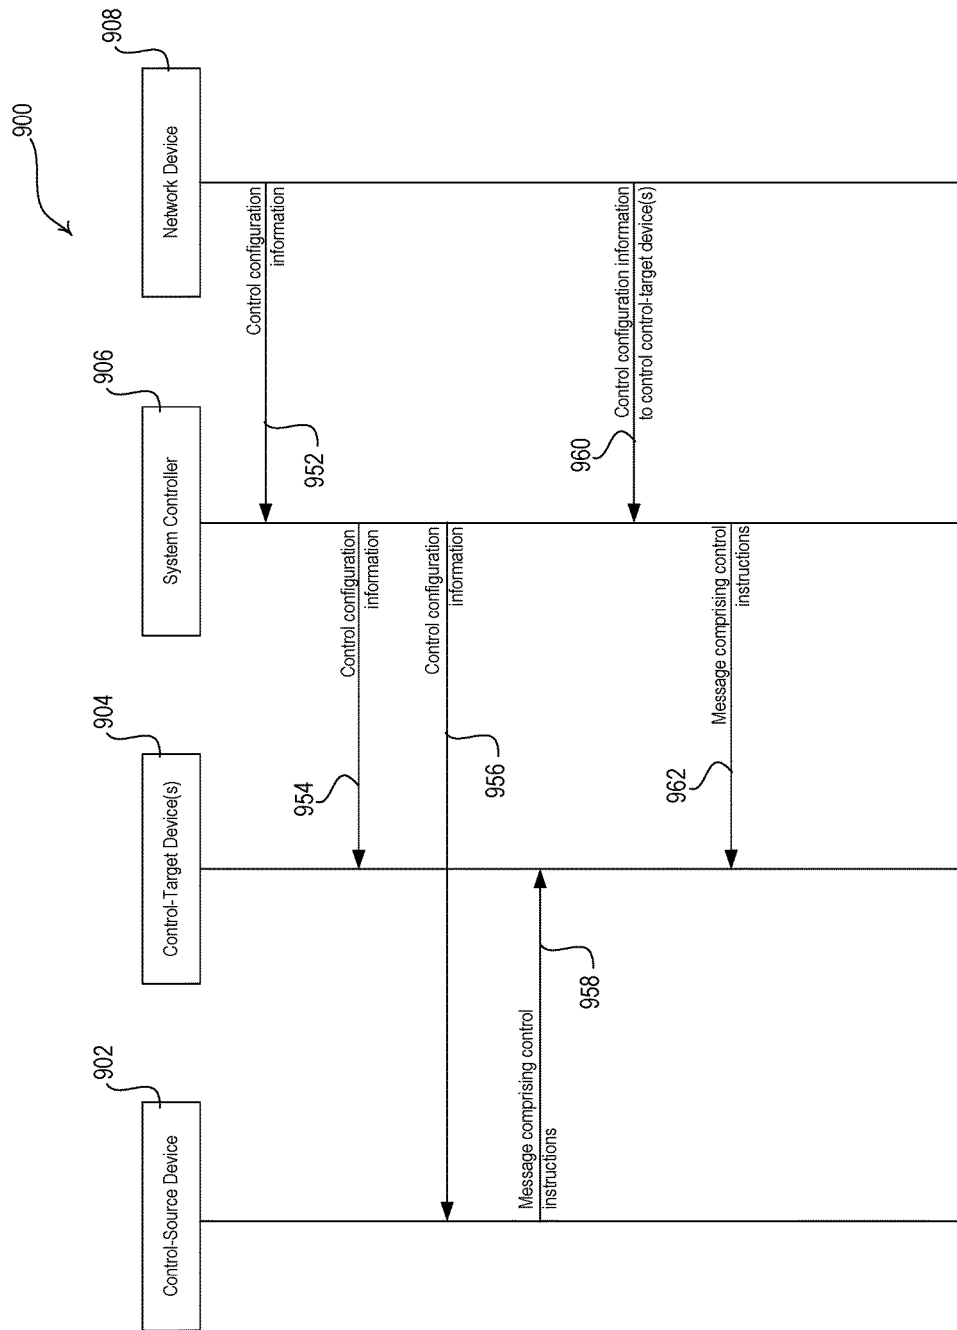 900
902
Control-Source Device
904
Control-Target Device(s)
906
System Controller
908
Network Device
Control configuration
information
952
Control configuration
information
954
Control configuration
information
956
Message comprising control
instructions
958
Control configuration information
to control control-target device(s)
960
Message comprising control
instructions
962